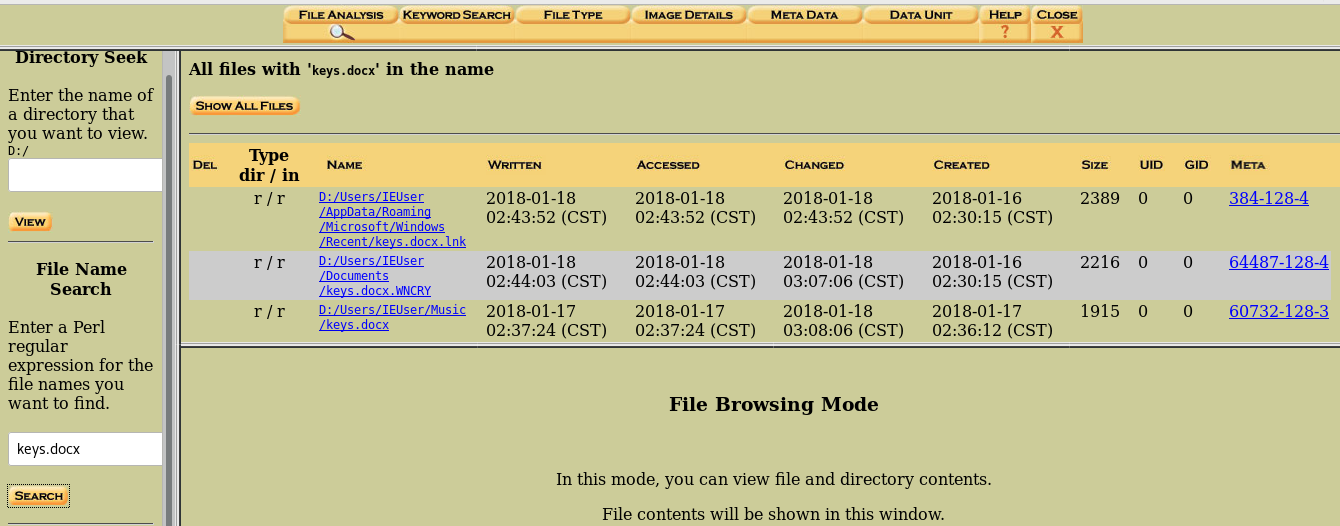 FILE ANALYSIS KEYWORD SEARCH FILE TYPE IMAGE DETAILS META DATA DATA UNIT HELP CLOSE
? X
Directory Seek
Enter the name of
a directory that
you want to view.
D:/
VIEW
File Name
Search
Enter a Perl
regular
expression for the
file names you
want to find.
keys.docx
SEARCH
All files with 'keys.docx' in the name
SHOW ALL FILES
DEL Type
dir / in NAME WRITTEN ACCESSED CHANGED CREATED SIZE UID GID META
r / r D:/Users/IEUser 2018-01-18 2018-01-18 2018-01-18 2018-01-16 2389 0 0 384-128-4
/AppData/Roaming 02:43:52 (CST) 02:43:52 (CST) 02:43:52 (CST) 02:30:15 (CST)
/Microsoft/Windows
/Recent/keys.docx.lnk
r / r D:/Users/IEUser 2018-01-18 2018-01-18 2018-01-18 2018-01-16 2216 0 0 64487-128-4
/Documents 02:44:03 (CST) 02:44:03 (CST) 03:07:06 (CST) 02:30:15 (CST)
/keys.docx.WNCRY
r / r D:/Users/IEUser/Music 2018-01-17 2018-01-17 2018-01-18 2018-01-17 1915 0 0 60732-128-3
/keys.docx 02:37:24 (CST) 02:37:24 (CST) 03:08:06 (CST) 02:36:12 (CST)
File Browsing Mode
In this mode, you can view file and directory contents.
File contents will be shown in this window.